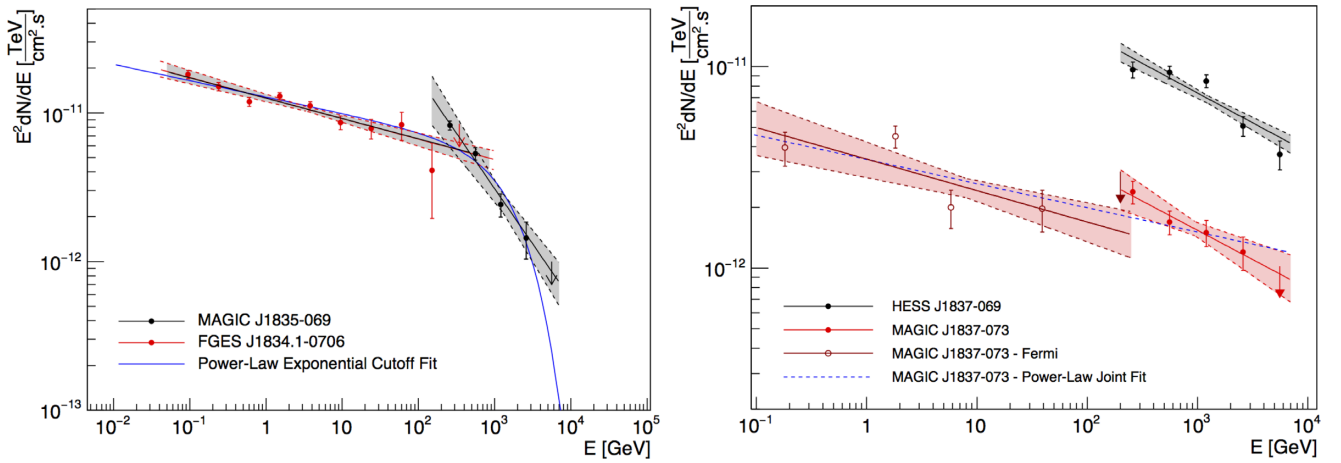 E²dN/dE [TeV/cm².s]
10⁻¹¹
10⁻¹²
10⁻¹³
MAGIC J1835-069
FGES J1834.1-0706
Power-Law Exponential Cutoff Fit
10⁻² 10⁻¹ 1 10 10² 10³ 10⁴ 10⁵
E [GeV]
E²dN/dE [TeV/cm².s]
10⁻¹¹
10⁻¹²
HESS J1837-069
MAGIC J1837-073
MAGIC J1837-073 - Fermi
MAGIC J1837-073 - Power-Law Joint Fit
10⁻¹ 1 10 10² 10³ 10⁴
E [GeV]